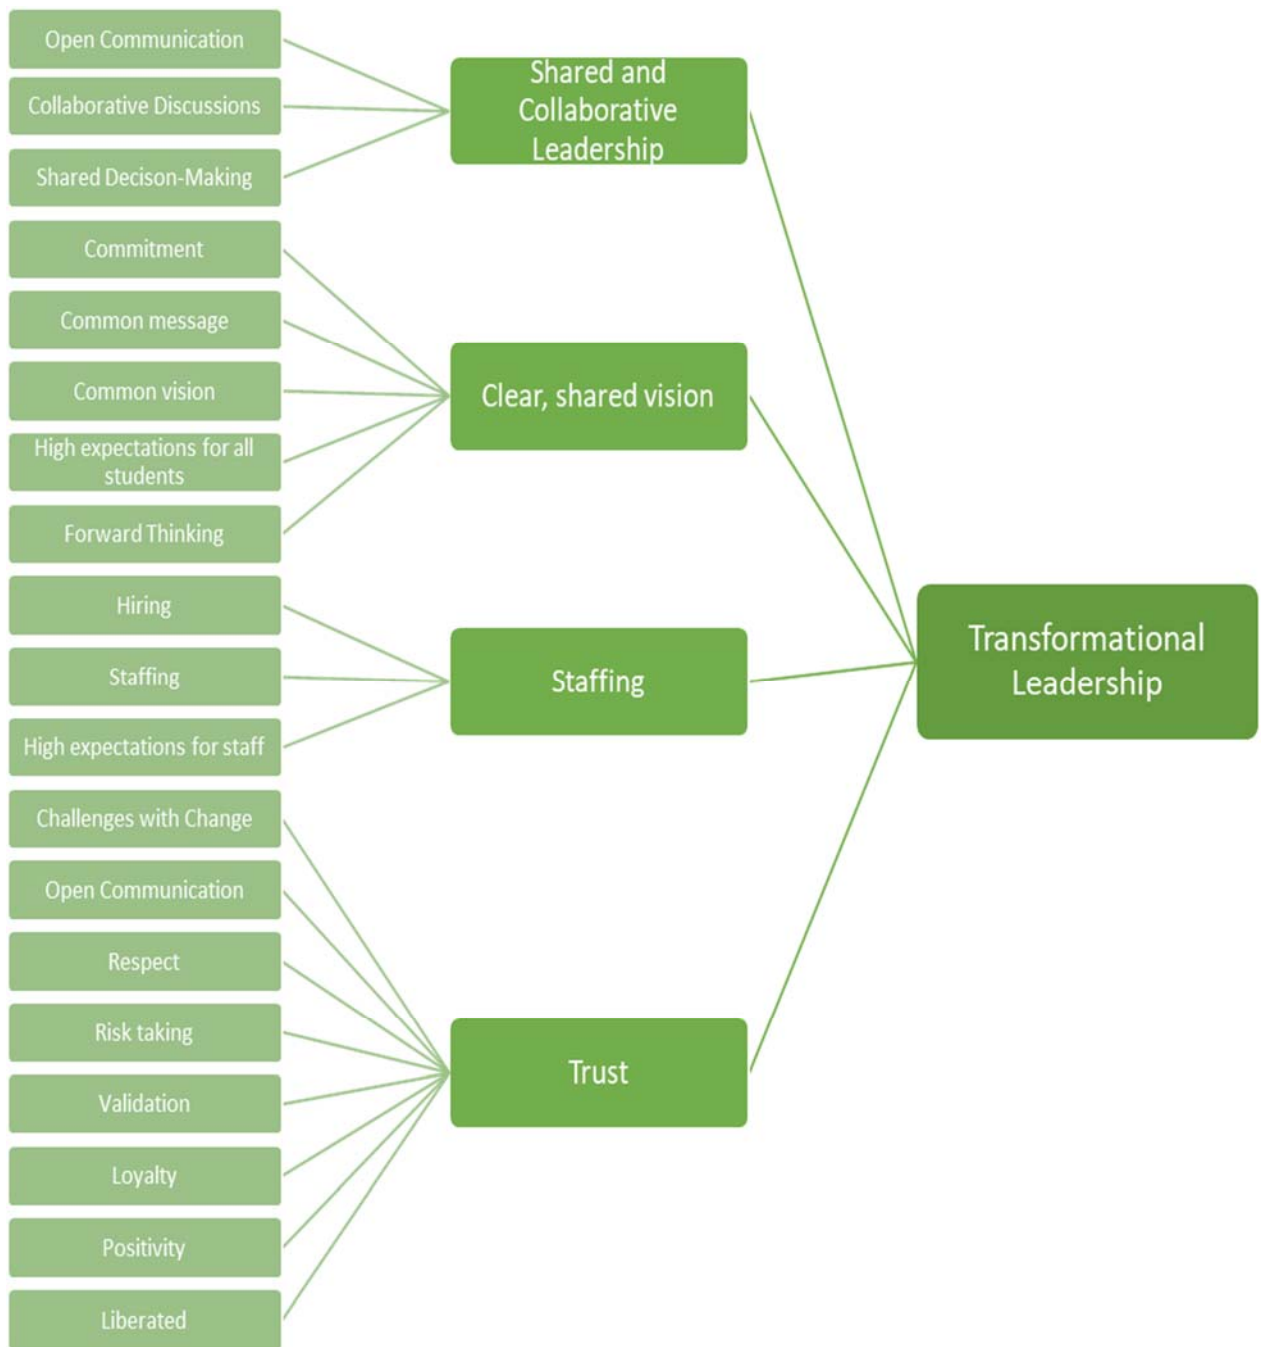 Open Communication
Collaborative Discussions
Shared Decison-Making
Commitment
Common message
Common vision
High expectations for all
students
Forward Thinking
Hiring
Staffing
High expectations for staff
Challenges with Change
Open Communication
Respect
Risk taking
Validation
Loyalty
Positivity
Liberated
Shared and
Collaborative
Leadership
Clear, shared vision
Staffing
Trust
Transformational
Leadership